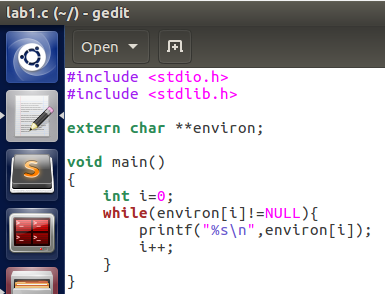 lab1.c (~/) - gedit
Open
#include <stdio.h>
#include <stdlib.h>
extern char **environ;
void main()
{
    int i=0;
    while(environ[i]!=NULL){
        printf("%s\n",environ[i]);
        i++;
    }
}